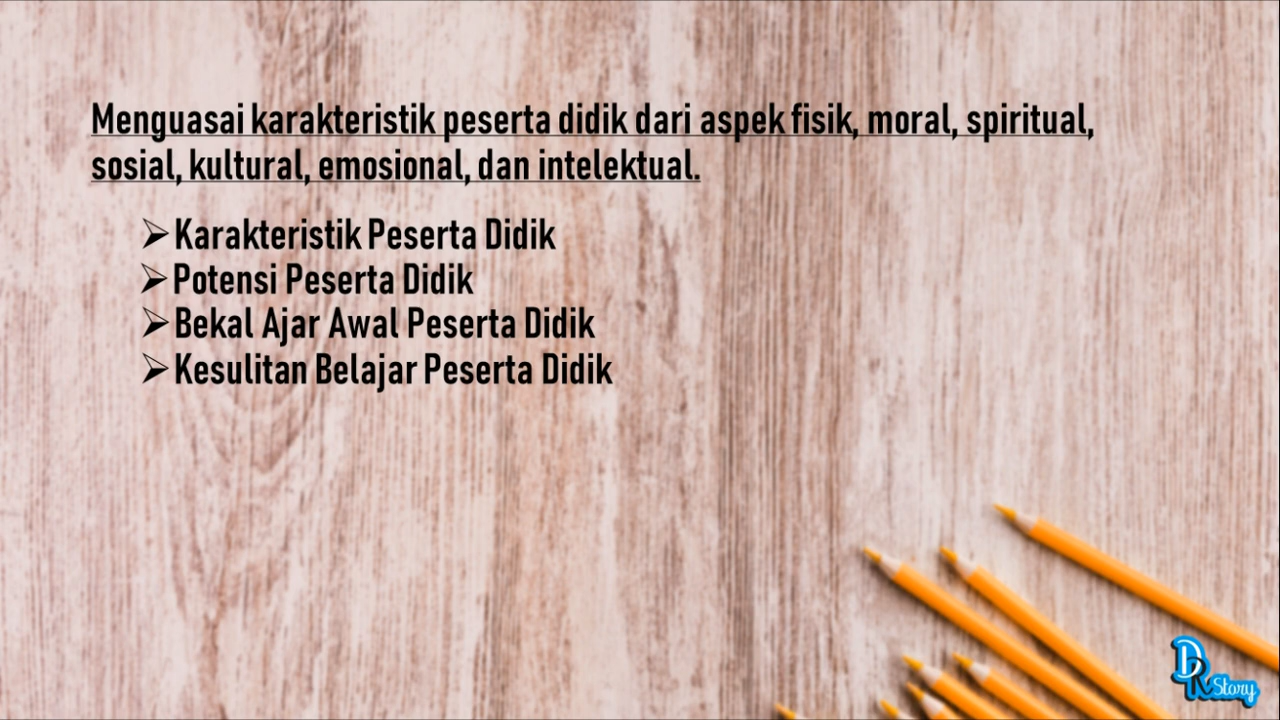 Menguasai karakteristik peserta didik dari aspek fisik, moral, spiritual,
sosial, kultural, emosional, dan intelektual.
Karakteristik Peserta Didik
Potensi Peserta Didik
Bekal Ajar Awal Peserta Didik
Kesulitan Belajar Peserta Didik
DR Story